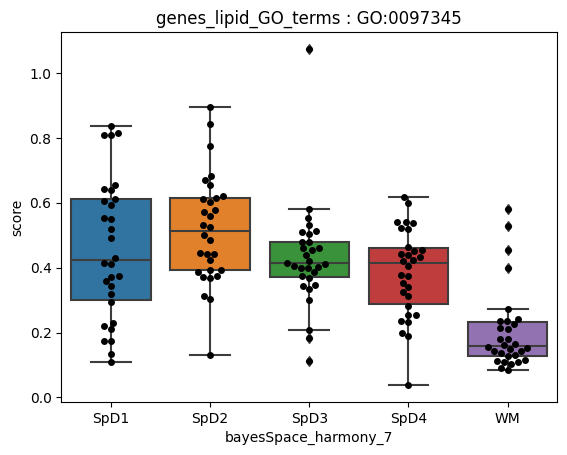 genes_lipid_GO_terms : GO:0097345
1.0
0.8
0.6
0.4
0.2
0.0
score
SpD1 SpD2 SpD3 SpD4 WM
bayesSpace_harmony_7